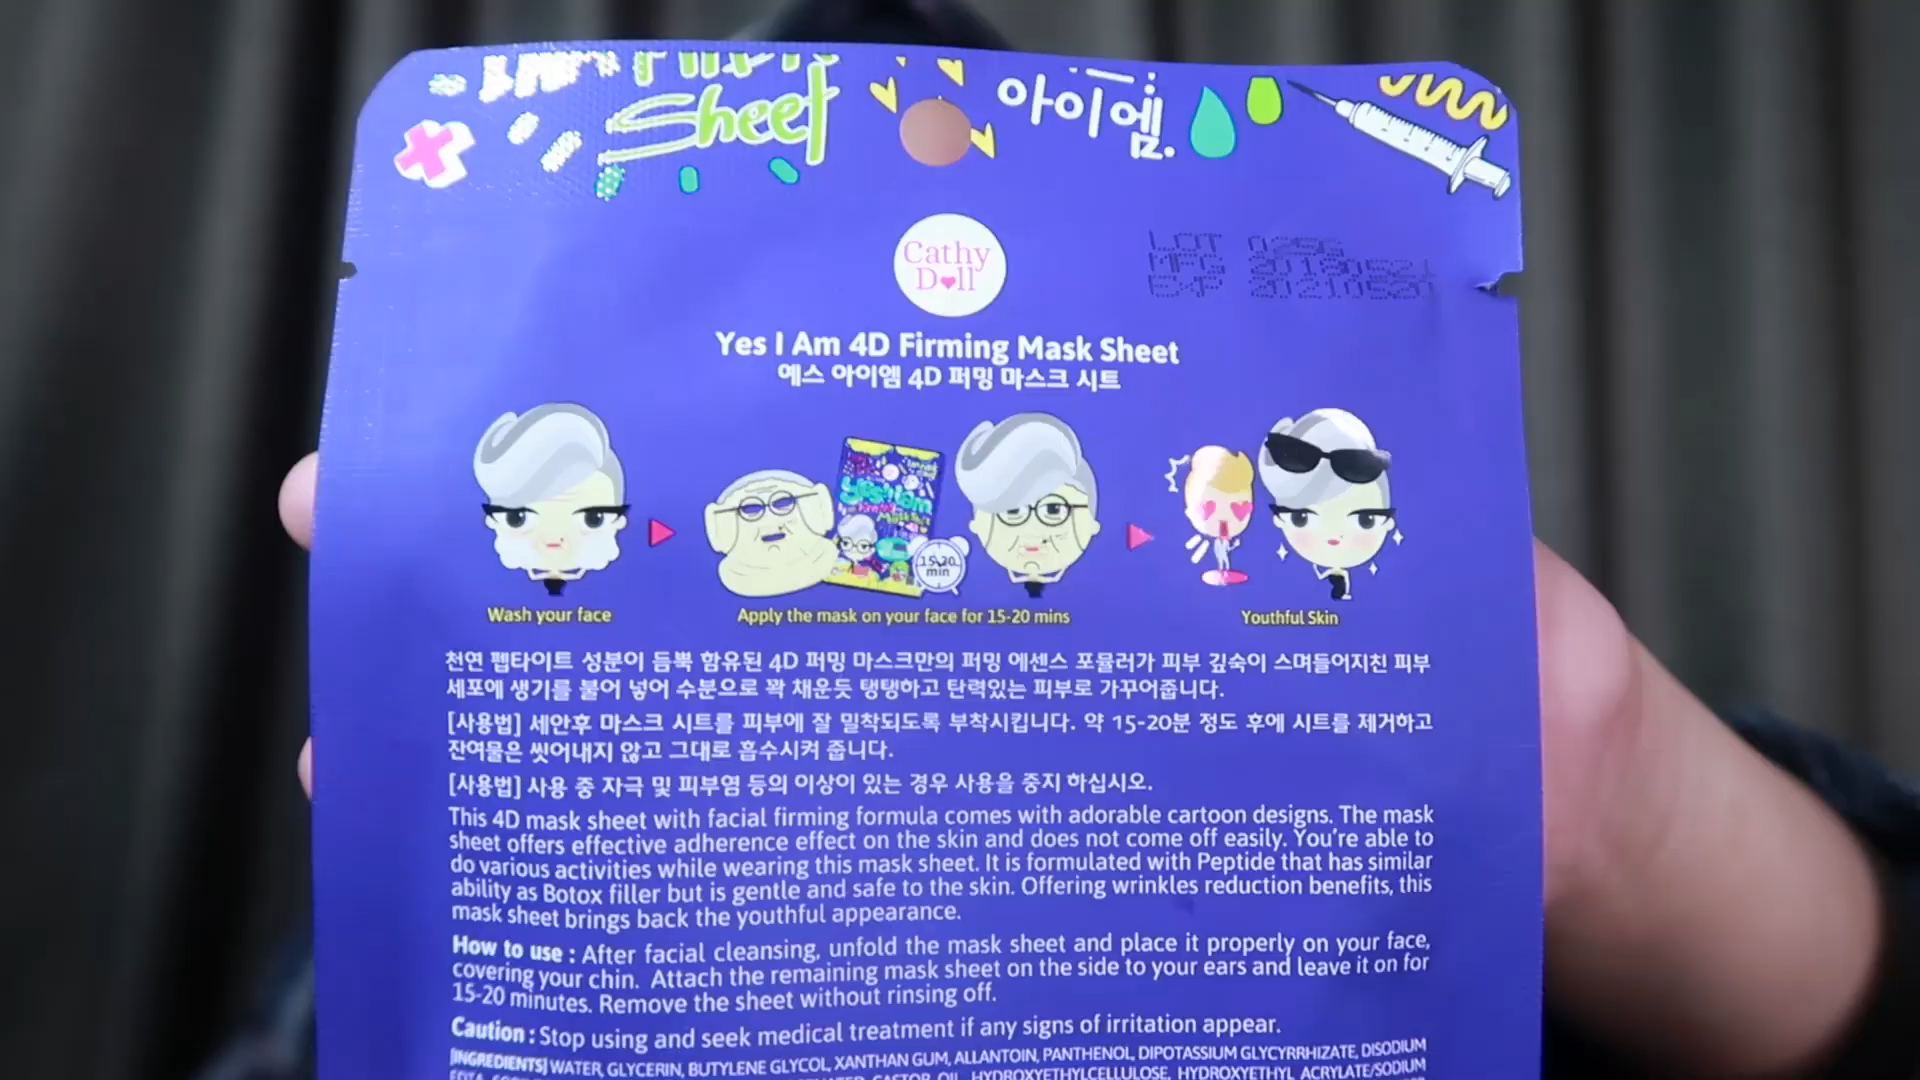 Sheet
아이엠.
LOT 025G
MFG 20180521
EXP 20210520
Cathy
Doll
Yes I Am 4D Firming Mask Sheet
예스 아이엠 4D 퍼밍 마스크 시트
Yes I am
15-20
min
Wash your face
Apply the mask on your face for 15-20 mins
Youthful Skin
천연 펩타이트 성분이 듬뿍 함유된 4D 퍼밍 마스크만의 퍼밍 에센스 포뮬러가 피부 깊숙이 스며들어지친 피부
세포에 생기를 불어 넣어 수분으로 꽉 채운듯 탱탱하고 탄력있는 피부로 가꾸어줍니다.
[사용법] 세안후 마스크 시트를 피부에 잘 밀착되도록 부착시킵니다. 약 15-20분 정도 후에 시트를 제거하고
잔여물은 씻어내지 않고 그대로 흡수시켜 줍니다.
[사용법] 사용 중 자극 및 피부염 등의 이상이 있는 경우 사용을 중지 하십시오.
This 4D mask sheet with facial firming formula comes with adorable cartoon designs. The mask
sheet offers effective adherence effect on the skin and does not come off easily. You're able to
do various activities while wearing this mask sheet. It is formulated with Peptide that has similar
ability as Botox filler but is gentle and safe to the skin. Offering wrinkles reduction benefits, this
mask sheet brings back the youthful appearance.
How to use : After facial cleansing, unfold the mask sheet and place it properly on your face,
covering your chin. Attach the remaining mask sheet on the side to your ears and leave it on for
15-20 minutes. Remove the sheet without rinsing off.
Caution : Stop using and seek medical treatment if any signs of irritation appear.
[INGREDIENTS] WATER, GLYCERIN, BUTYLENE GLYCOL, XANTHAN GUM, ALLANTOIN, PANTHENOL, DIPOTASSIUM GLYCYRRHIZATE, DISODIUM
CASTOR OIL, HYDROXYETHYLCELLULOSE, HYDROXYETHYL ACRYLATE/SODIUM